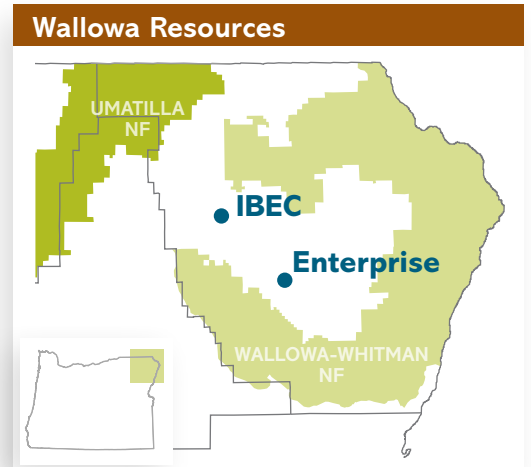 Wallowa Resources
UMATILLA
NF
IBEC
Enterprise
WALLOWA-WHITMAN
NF